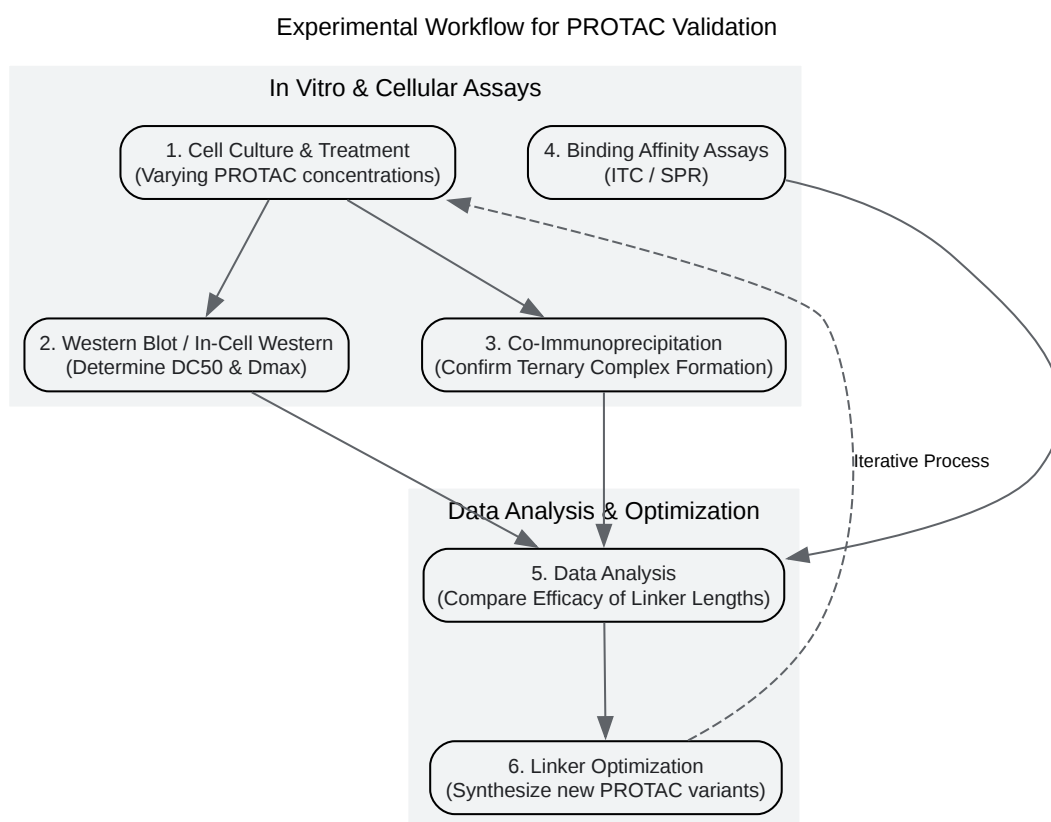 Experimental Workflow for PROTAC Validation
In Vitro & Cellular Assays
1. Cell Culture & Treatment
(Varying PROTAC concentrations)
4. Binding Affinity Assays
(ITC / SPR)
2. Western Blot / In-Cell Western
(Determine DC50 & Dmax)
3. Co-Immunoprecipitation
(Confirm Ternary Complex Formation)
Iterative Process
Data Analysis & Optimization
5. Data Analysis
(Compare Efficacy of Linker Lengths)
6. Linker Optimization
(Synthesize new PROTAC variants)